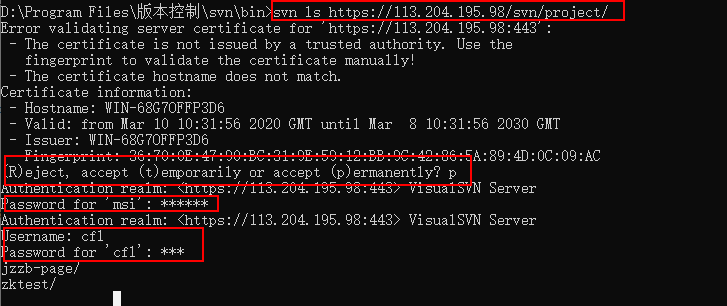 D:\Program Files\版本控制\svn\bin>svn ls https://113.204.195.98/svn/project/
Error validating server certificate for 'https://113.204.195.98:443':
- The certificate is not issued by a trusted authority. Use the
fingerprint to validate the certificate manually!
- The certificate hostname does not match.
Certificate information:
- Hostname: WIN-68G7OFFP3D6
- Valid: from Mar 10 10:31:56 2020 GMT until Mar  8 10:31:56 2030 GMT
- Issuer: WIN-68G7OFFP3D6
- Fingerprint: 36:70:0E:47:90:BC:31:9E:59:12:BB:9C:42:86:5A:89:4D:0C:09:AC
(R)eject, accept (t)emporarily or accept (p)ermanently? p
Authentication realm: <https://113.204.195.98:443> VisualSVN Server
Password for 'msi': ******
Authentication realm: <https://113.204.195.98:443> VisualSVN Server
Username: cfl
Password for 'cfl': ***
jzzb-page/
zktest/